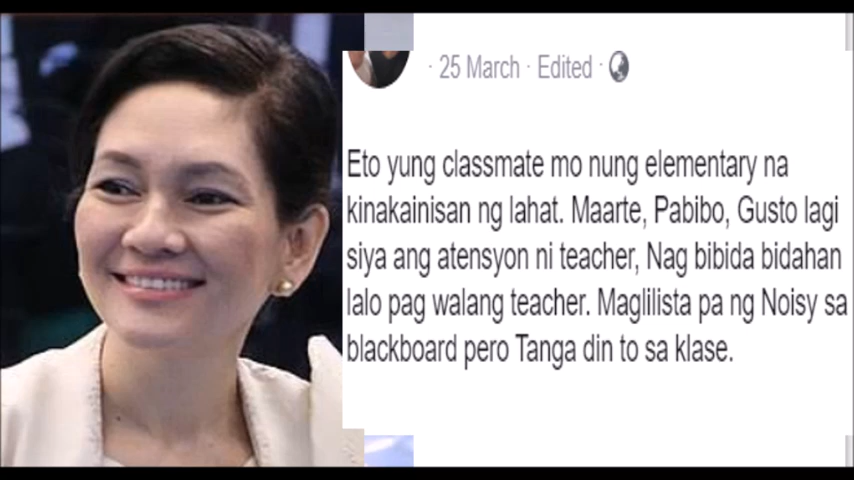 · 25 March · Edited ·
Eto yung classmate mo nung elementary na
kinakainisan ng lahat. Maarte, Pabibo, Gusto lagi
siya ang atensyon ni teacher, Nag bibida bidahan
lalo pag walang teacher. Maglilista pa ng Noisy sa
blackboard pero Tanga din to sa klase.